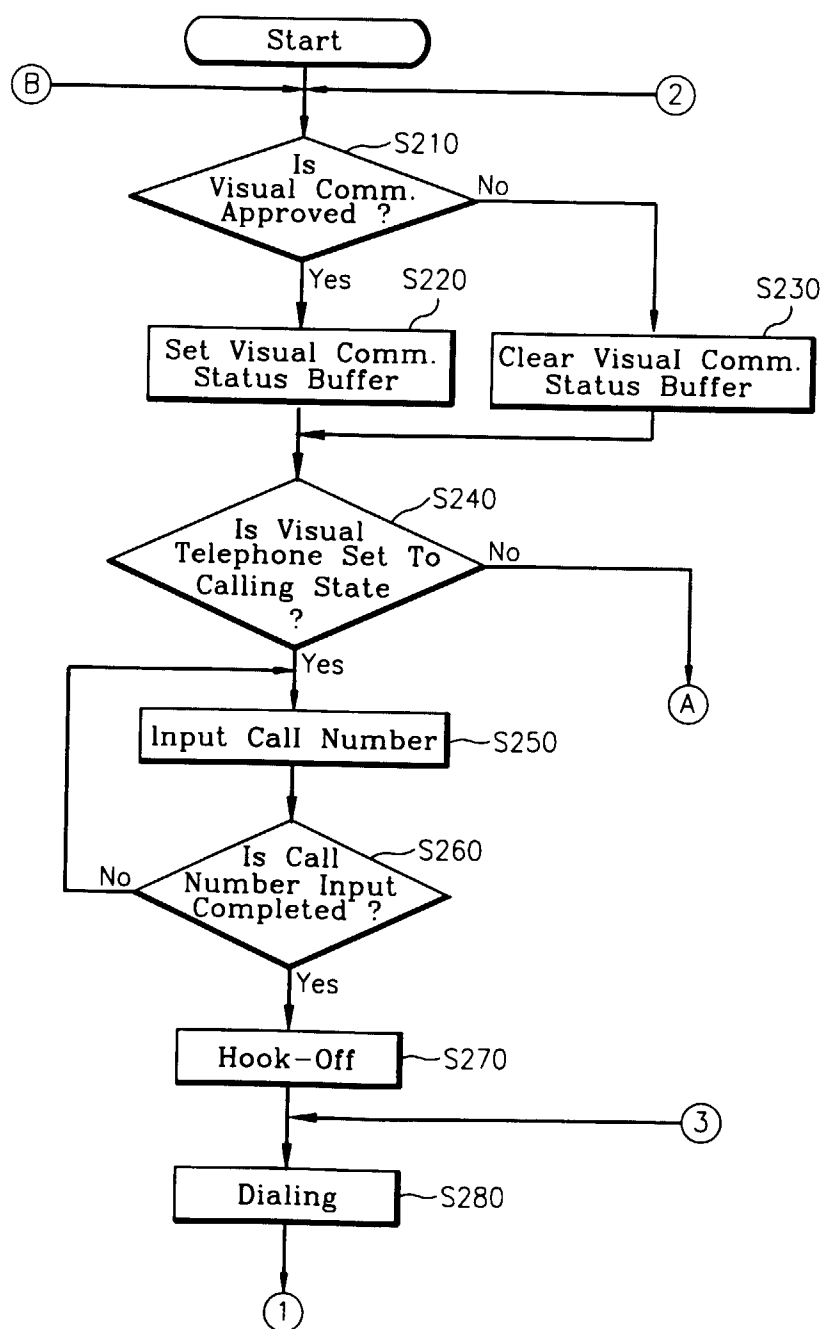 Start
B
2
S210
Is
Visual Comm.
Approved ?
No
Yes
S220
S230
Set Visual Comm.
Status Buffer
Clear Visual Comm.
Status Buffer
S240
Is Visual
Telephone Set To
Calling State
?
No
Yes
A
Input Call Number
S250
S260
Is Call
Number Input
Completed ?
No
Yes
Hook-Off
S270
3
Dialing
S280
1